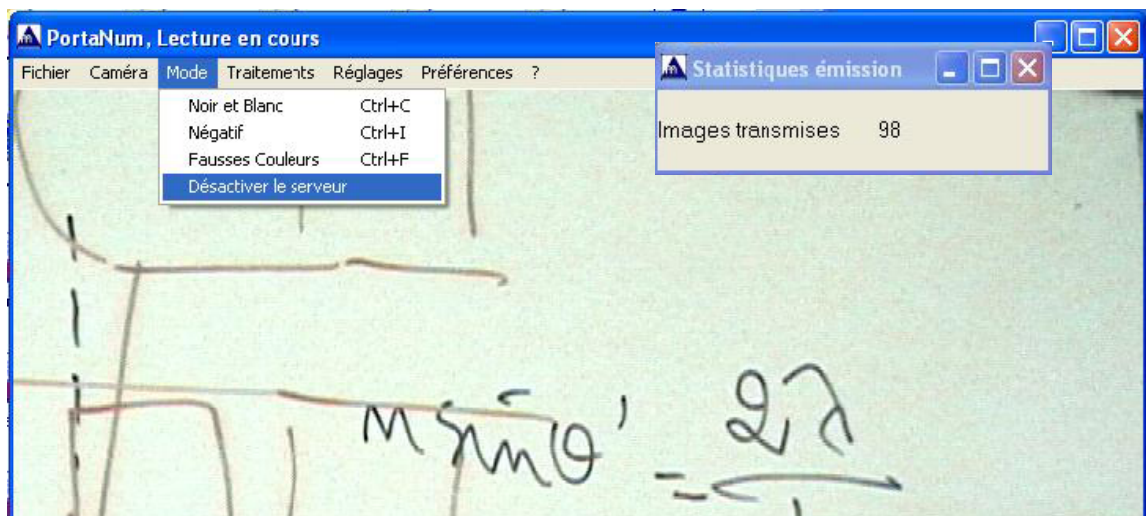 PortaNum, Lecture en cours
Fichier Caméra Mode Traitements Réglages Préférences ?
Noir et Blanc Ctrl+C
Négatif Ctrl+I
Fausses Couleurs Ctrl+F
Désactiver le serveur
Statistiques émission
Images transmises 98
n sinθ' = 2λ